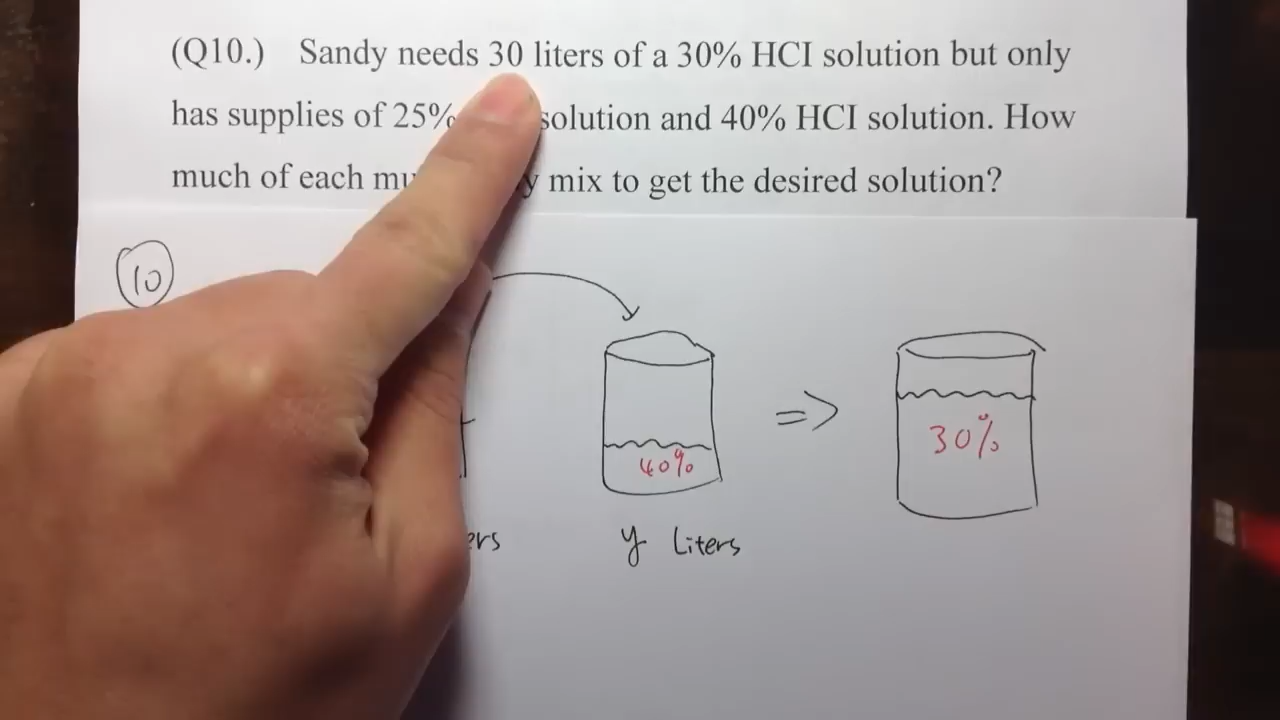 (Q10.) Sandy needs 30 liters of a 30% HCI solution but only
has supplies of 25% solution and 40% HCI solution. How
much of each mix to get the desired solution?
10
=>
30%
40%
y Liters